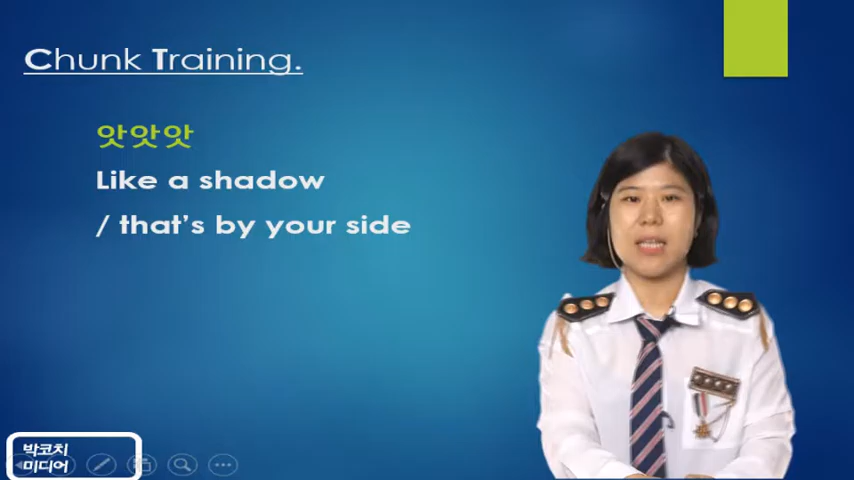 Chunk Training.
앗앗앗
Like a shadow
/ that's by your side
박코치
미디어